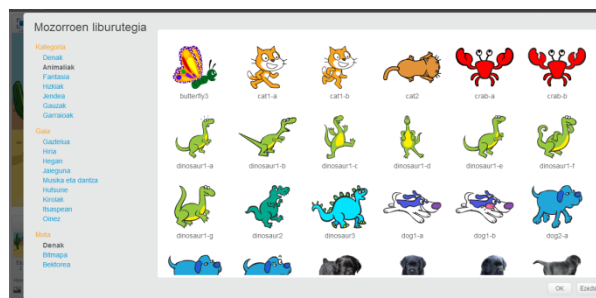 Mozorroen liburutegia
Kategoria
Denak
Animaliak
Fantasia
Hizkiak
Jendea
Gauzak
Garraioak
Gaia
Gaztelua
Hiria
Hegan
Jaieguna
Musika eta dantza
Hutsune
Kirolak
Itsaspean
Oinez
Mota
Denak
Bitmapa
Bektorea
butterfly3
cat1-a
cat1-b
cat2
crab-a
crab-b
dinosaur1-a
dinosaur1-b
dinosaur1-c
dinosaur1-d
dinosaur1-e
dinosaur1-f
dinosaur1-g
dinosaur2
dinosaur3
dog1-a
dog1-b
dog2-a
OK